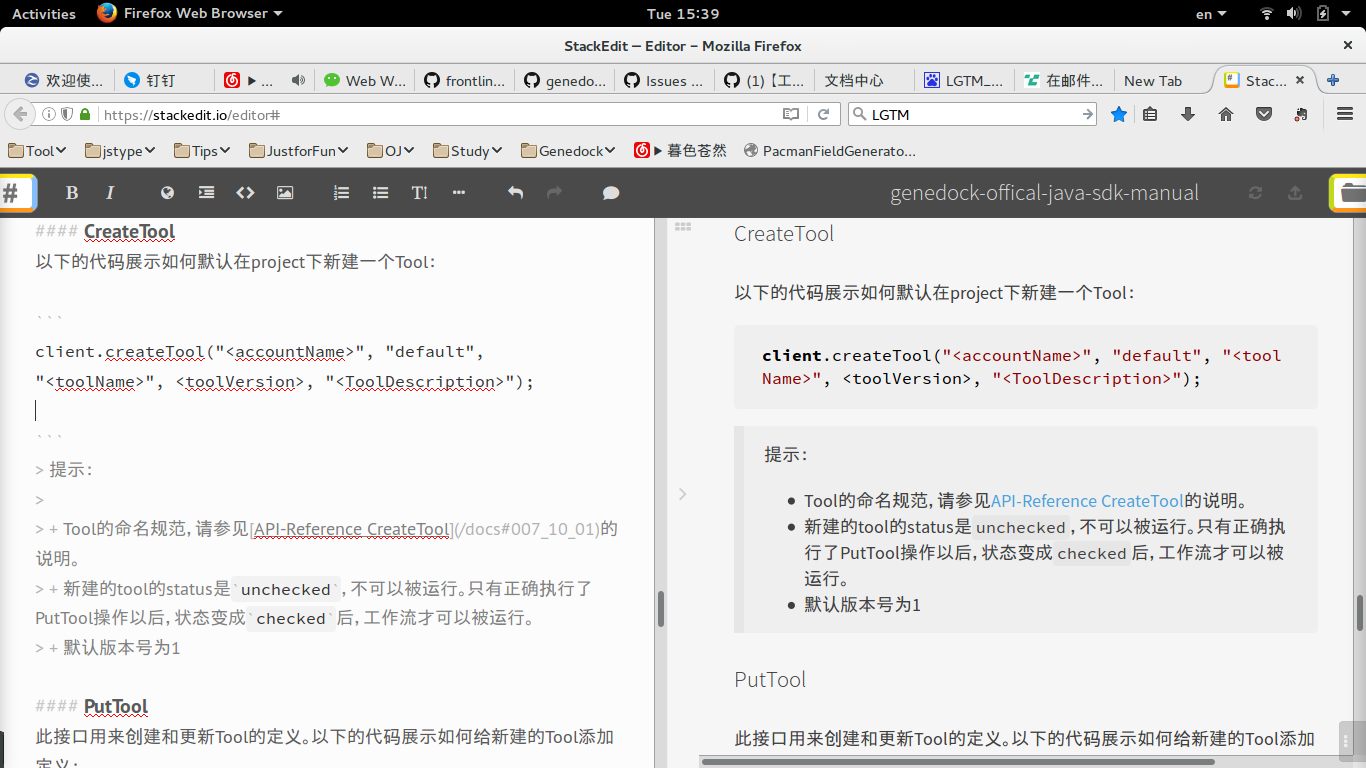 Activities Firefox Web Browser Tue 15:39 en
StackEdit – Editor - Mozilla Firefox
欢迎使... 钉钉 ... Web W... frontlin... genedo... Issues ... (1)【工... 文档中心 LGTM_... 在邮件... New Tab Stac...
https://stackedit.io/editor# LGTM
Tool jstype Tips JustforFun OJ Study Genedock 暮色苍然 PacmanFieldGenerato...
# B I genedock-offical-java-sdk-manual
#### CreateTool
以下的代码展示如何默认在project下新建一个Tool：
```
client.createTool("<accountName>", "default",
"<toolName>", <toolVersion>, "<ToolDescription>");
```
> 提示：
>
> + Tool的命名规范，请参见[API-Reference CreateTool](/docs#007_10_01)的
说明。
> + 新建的tool的status是`unchecked`，不可以被运行。只有正确执行了
PutTool操作以后，状态变成`checked`后，工作流才可以被运行。
> + 默认版本号为1
#### PutTool
此接口用来创建和更新Tool的定义。以下的代码展示如何给新建的Tool添加
定义：
CreateTool
以下的代码展示如何默认在project下新建一个Tool：
client.createTool("<accountName>", "default", "<tool
Name>", <toolVersion>, "<ToolDescription>");
提示：
Tool的命名规范，请参见API-Reference CreateTool的说明。
新建的tool的status是unchecked，不可以被运行。只有正确执
行了PutTool操作以后，状态变成checked后，工作流才可以被
运行。
默认版本号为1
PutTool
此接口用来创建和更新Tool的定义。以下的代码展示如何给新建的Tool添加